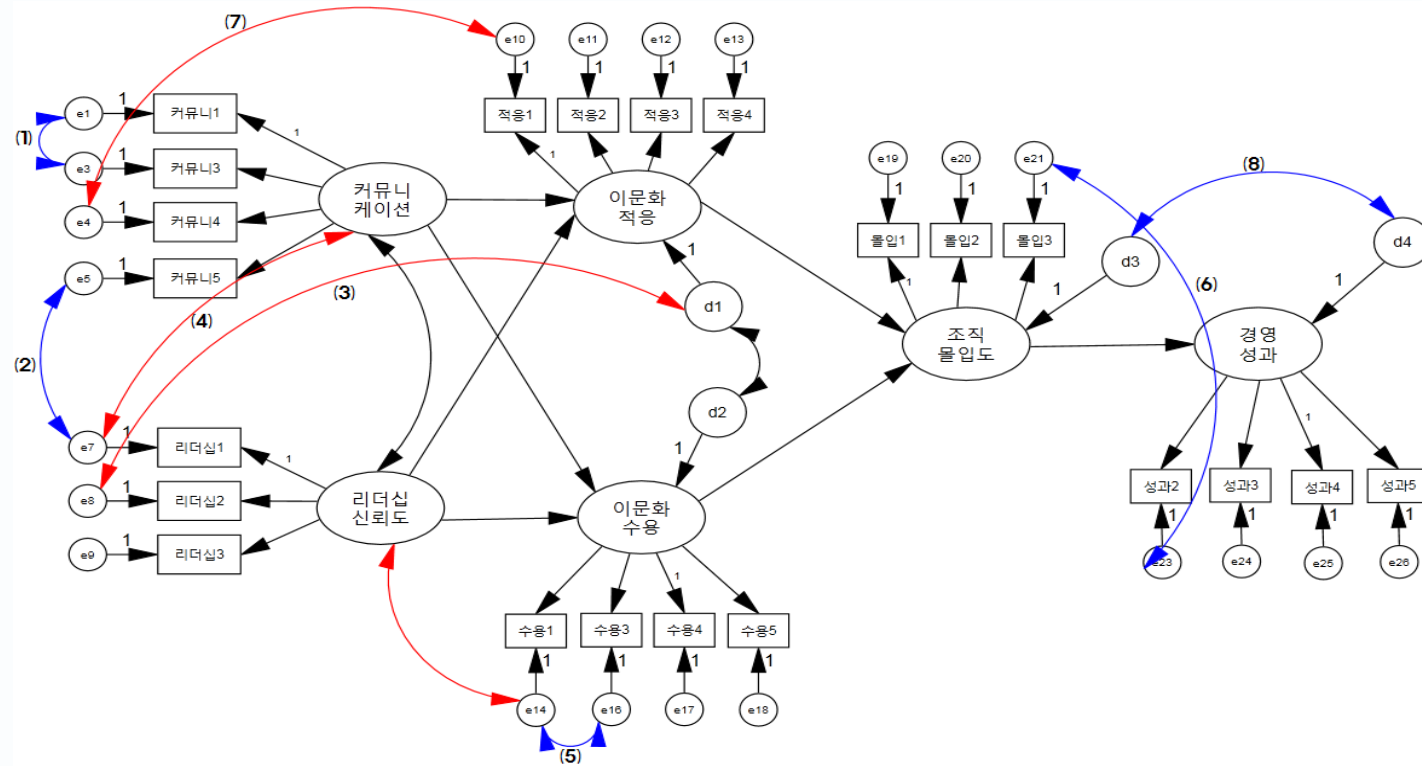 (7)
e10
e11
e12
e13
1
1
1
1
적응1
적응2
적응3
적응4
1
e1
1
커뮤니1
1
(1)
e3
1
커뮤니3
e4
1
커뮤니4
e5
1
커뮤니5
커뮤니
케이션
이문화
적응
(2)
(4)
(3)
d1
d2
1
e7
1
리더십1
1
e8
1
리더십2
e9
1
리더십3
리더십
신뢰도
이문화
수용
1
수용1
수용3
수용4
수용5
1
1
1
1
e14
e16
e17
e18
(5)
e19
e20
e21
1
1
1
몰입1
몰입2
몰입3
1
d3
1
(8)
d4
1
(6)
조직
몰입도
경영
성과
1
성과2
성과3
성과4
성과5
1
1
1
1
e23
e24
e25
e26